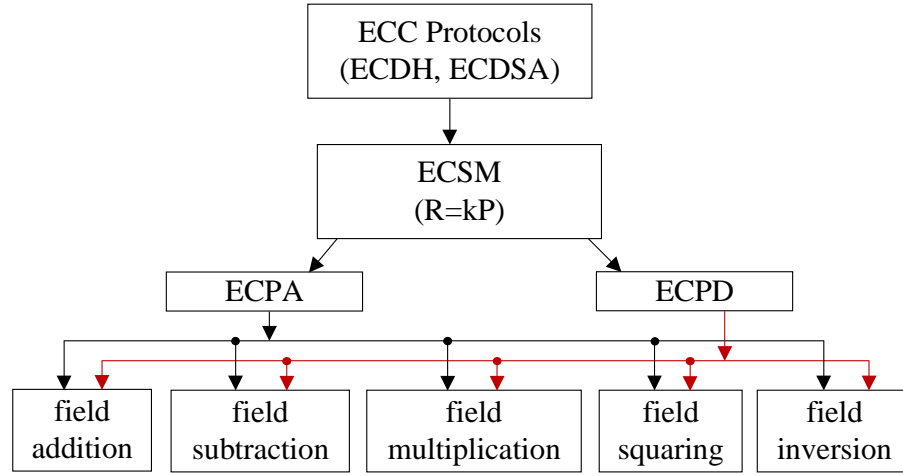 ECC Protocols
(ECDH, ECDSA)
ECSM
(R=kP)
ECPA
ECPD
field
addition
field
subtraction
field
multiplication
field
squaring
field
inversion